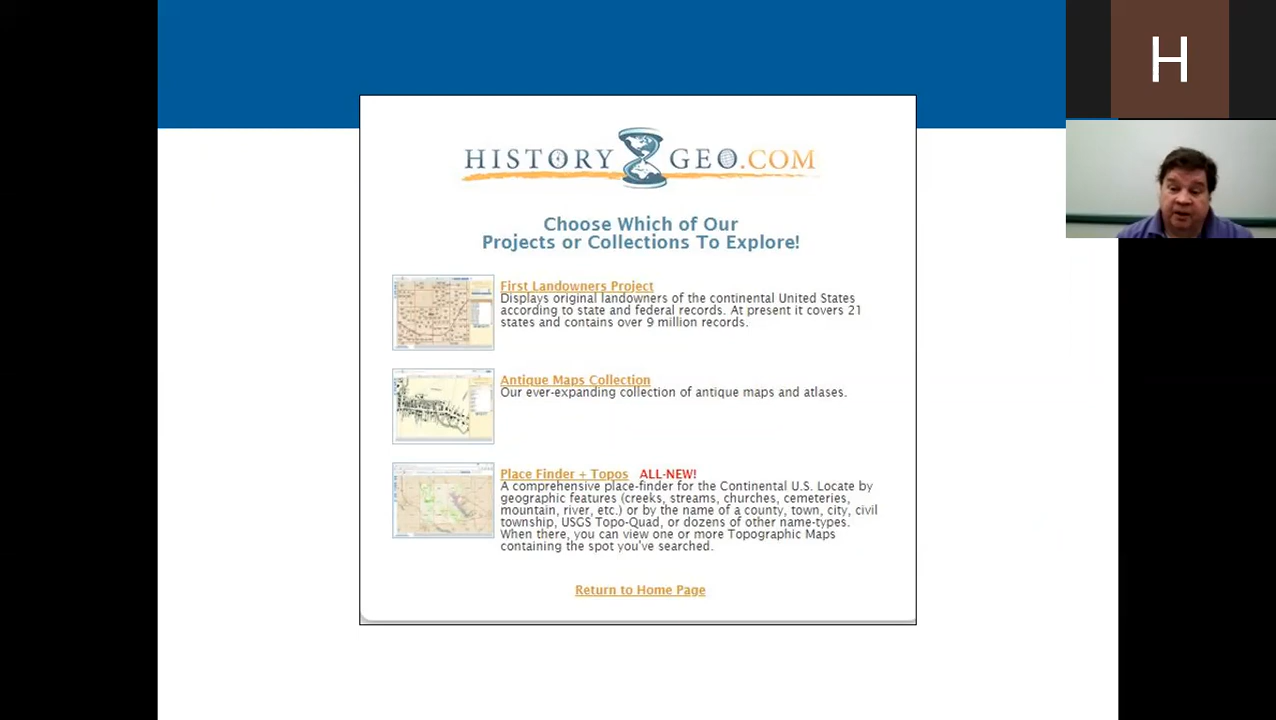 H
HISTORY GEO.COM
Choose Which of Our
Projects or Collections To Explore!
First Landowners Project
Displays original landowners of the continental United States
according to state and federal records. At present it covers 21
states and contains over 9 million records.
Antique Maps Collection
Our ever-expanding collection of antique maps and atlases.
Place Finder + Topos ALL-NEW!
A comprehensive place-finder for the Continental U.S. Locate by
geographic features (creeks, streams, churches, cemeteries,
mountain, river, etc.) or by the name of a county, town, city, civil
township, USGS Topo-Quad, or dozens of other name-types.
When there, you can view one or more Topographic Maps
containing the spot you've searched.
Return to Home Page